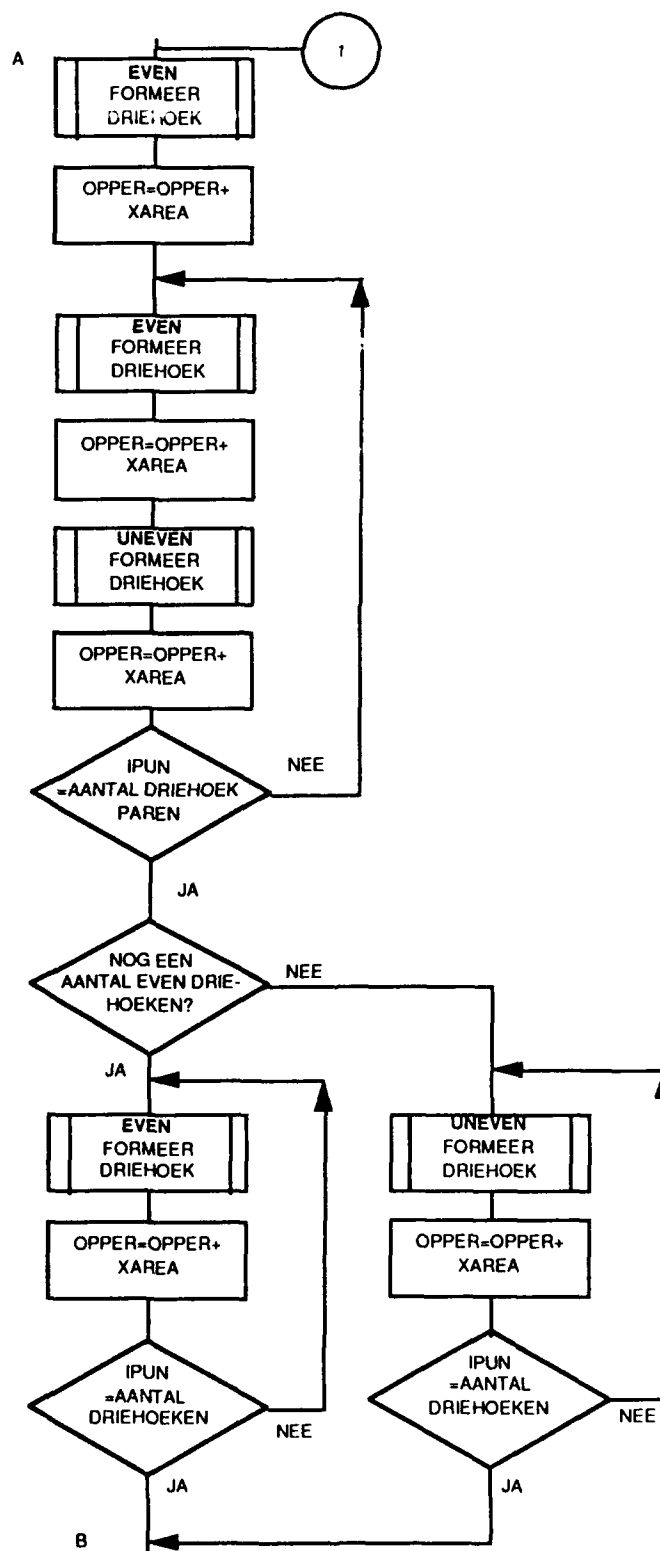 1
A
EVEN
FORMEER
DRIEHOEK
OPPER=OPPER+
XAREA
EVEN
FORMEER
DRIEHOEK
OPPER=OPPER+
XAREA
UNEVEN
FORMEER
DRIEHOEK
OPPER=OPPER+
XAREA
IPUN
=AANTAL DRIEHOEK
PAREN
NEE
JA
NOG EEN
AANTAL EVEN DRIE-
HOEKEN?
NEE
JA
EVEN
FORMEER
DRIEHOEK
OPPER=OPPER+
XAREA
IPUN
=AANTAL
DRIEHOEKEN
NEE
JA
UNEVEN
FORMEER
DRIEHOEK
OPPER=OPPER+
XAREA
IPUN
=AANTAL
DRIEHOEKEN
NEE
JA
B